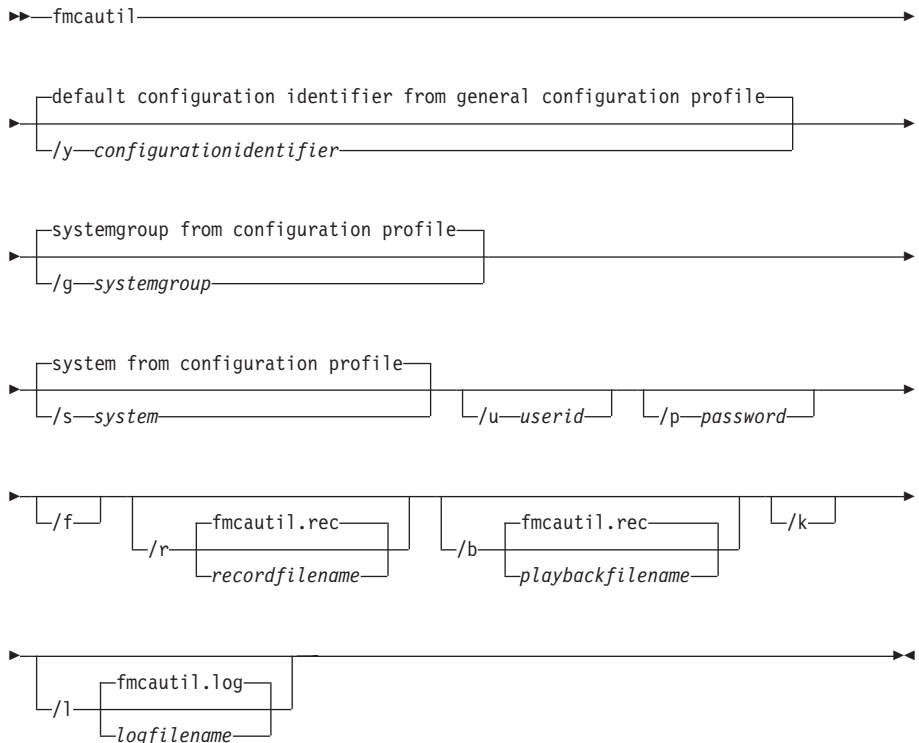 fmcautil
default configuration identifier from general configuration profile
/y configurationidentifier
systemgroup from configuration profile
/g systemgroup
system from configuration profile
/s system /u userid /p password
/f /r fmcautil.rec recordfilename /b fmcautil.rec playbackfilename /k
/l fmcautil.log logfilename